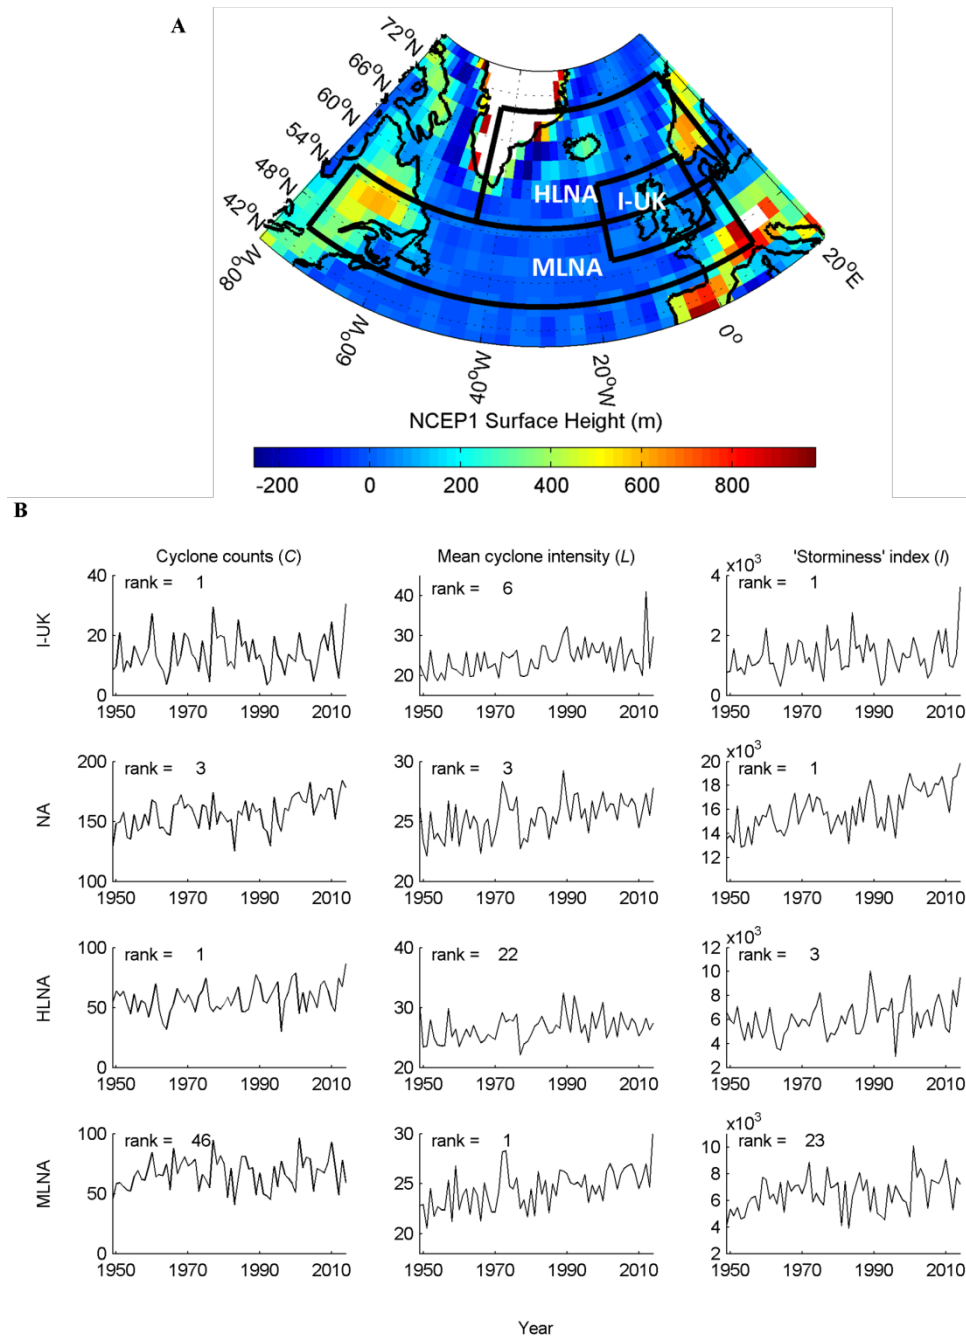 A
72°N
66°N
60°N
54°N
48°N
42°N
80°W
60°W
40°W
20°W
0°
20°E
HLNA
I-UK
MLNA
NCEP1 Surface Height (m)
-200 0 200 400 600 800
B
Cyclone counts (C) Mean cyclone intensity (L) 'Storminess' index (I)
I-UK
40
20
0
rank = 1
1950 1970 1990 2010
40
30
20
rank = 6
1950 1970 1990 2010
x10³
4
2
0
rank = 1
1950 1970 1990 2010
NA
200
150
100
rank = 3
1950 1970 1990 2010
30
25
20
rank = 3
1950 1970 1990 2010
x10³
20
18
16
14
12
rank = 1
1950 1970 1990 2010
HLNA
100
50
0
rank = 1
1950 1970 1990 2010
40
30
20
rank = 22
1950 1970 1990 2010
x10³
12
10
8
6
4
2
rank = 3
1950 1970 1990 2010
MLNA
100
50
0
rank = 46
1950 1970 1990 2010
30
25
20
rank = 1
1950 1970 1990 2010
x10³
10
8
6
4
2
rank = 23
1950 1970 1990 2010
Year